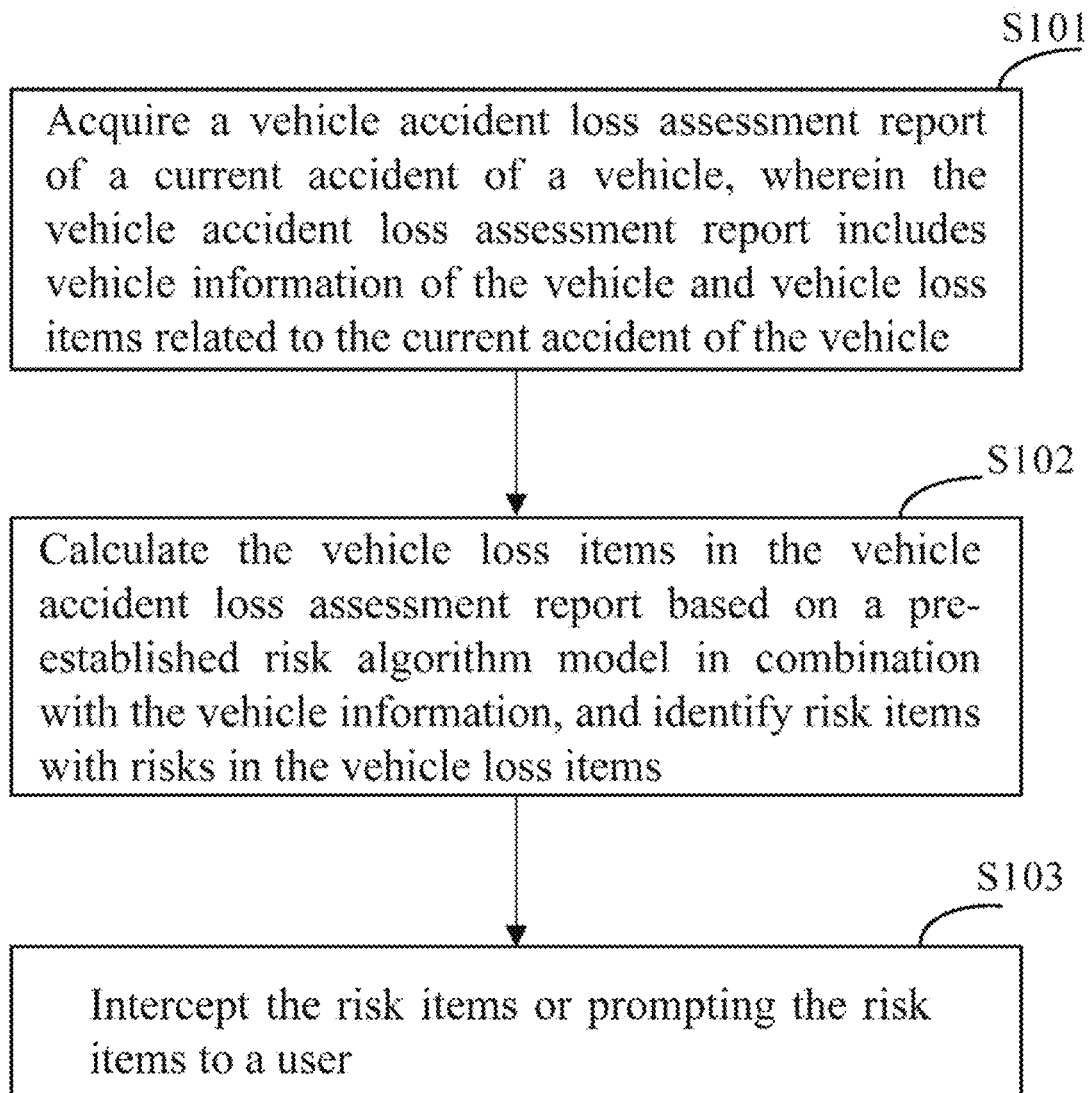 S101
Acquire a vehicle accident loss assessment report
of a current accident of a vehicle, wherein the
vehicle accident loss assessment report includes
vehicle information of the vehicle and vehicle loss
items related to the current accident of the vehicle
S102
Calculate the vehicle loss items in the vehicle
accident loss assessment report based on a pre-
established risk algorithm model in combination
with the vehicle information, and identify risk items
with risks in the vehicle loss items
S103
Intercept the risk items or prompting the risk
items to a user